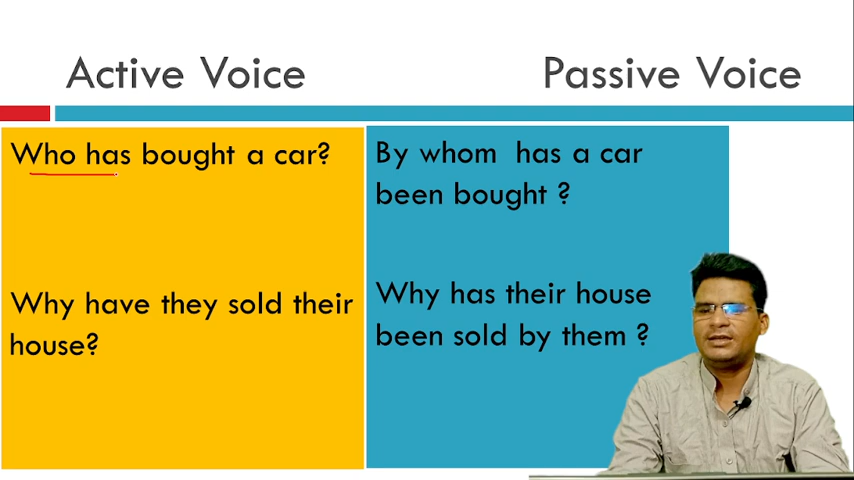 Active Voice
Passive Voice
Who has bought a car?
Why have they sold their
house?
By whom has a car
been bought ?
Why has their house
been sold by them ?